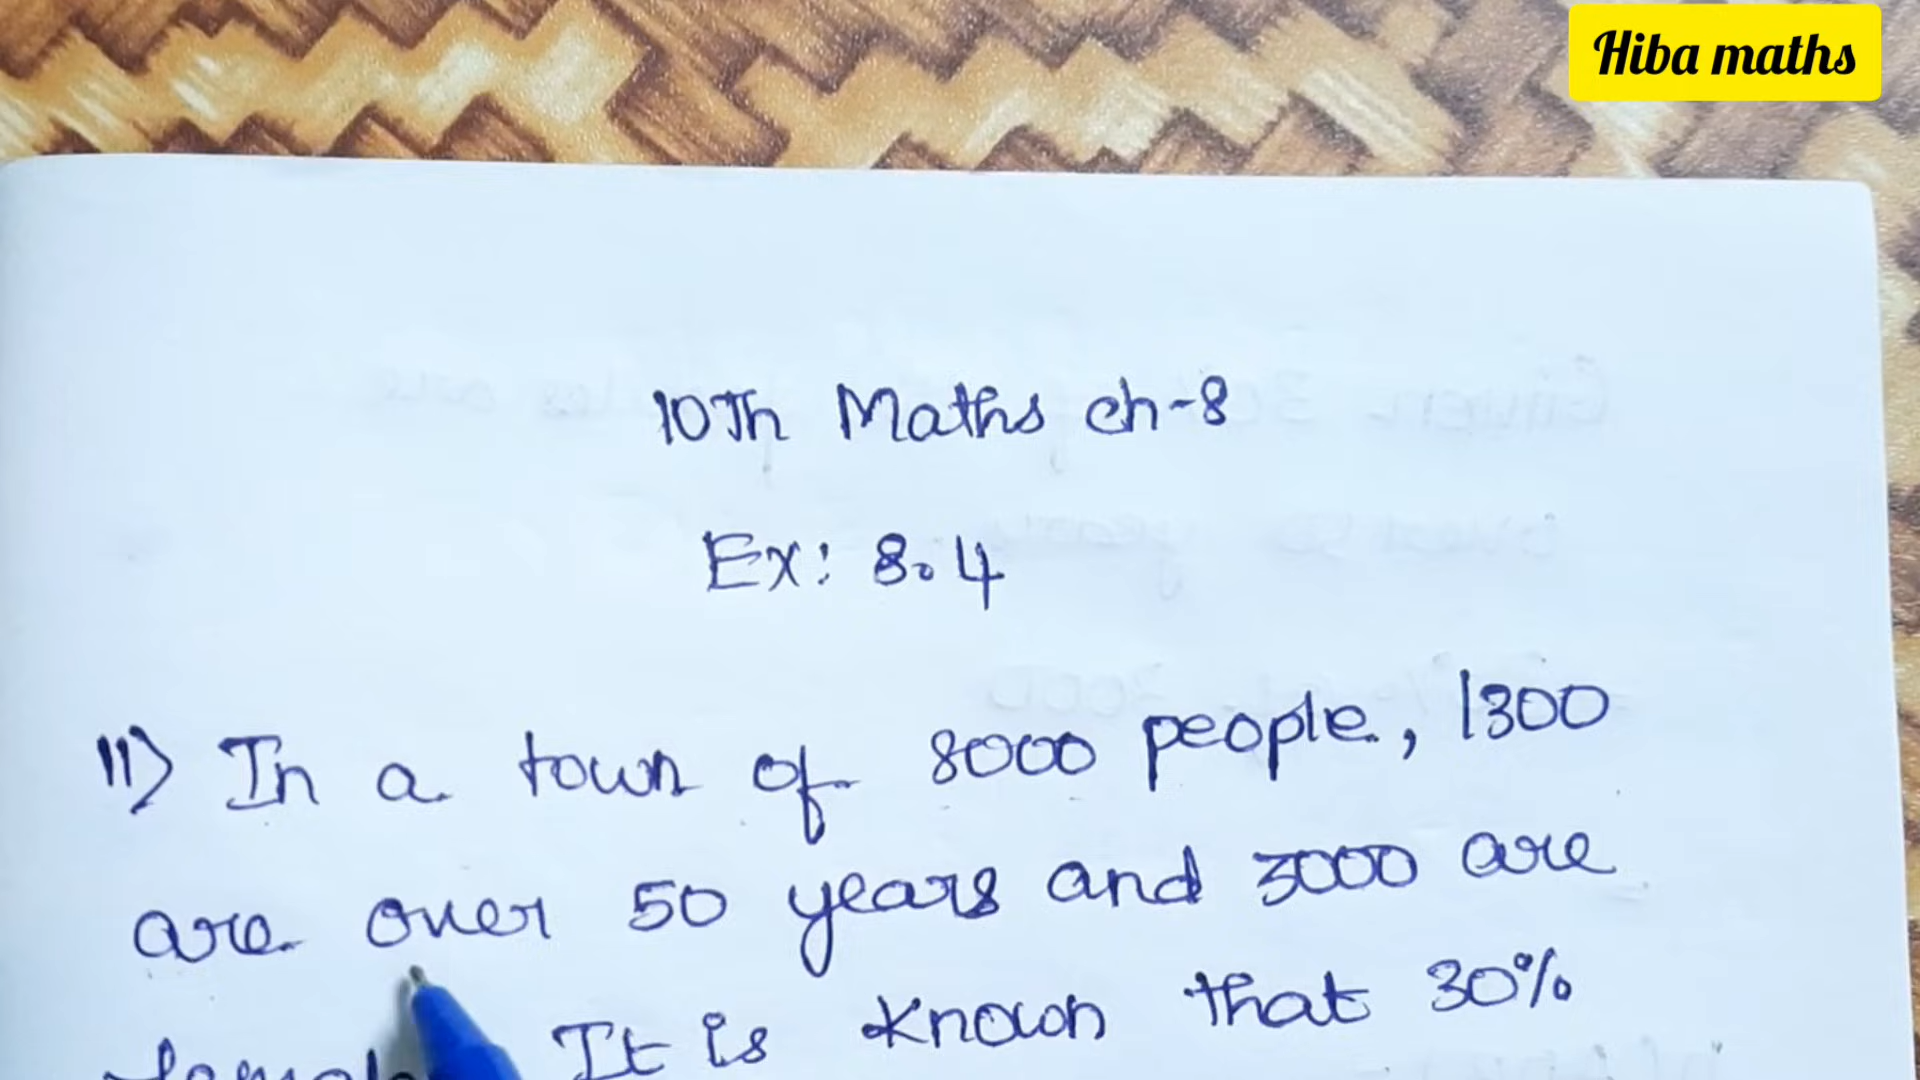 Hiba maths
10Th Maths ch-8
Ex: 8.4
11) In a town of 8000 people, 1300
are over 50 years and 3000 are
It is known that 30%